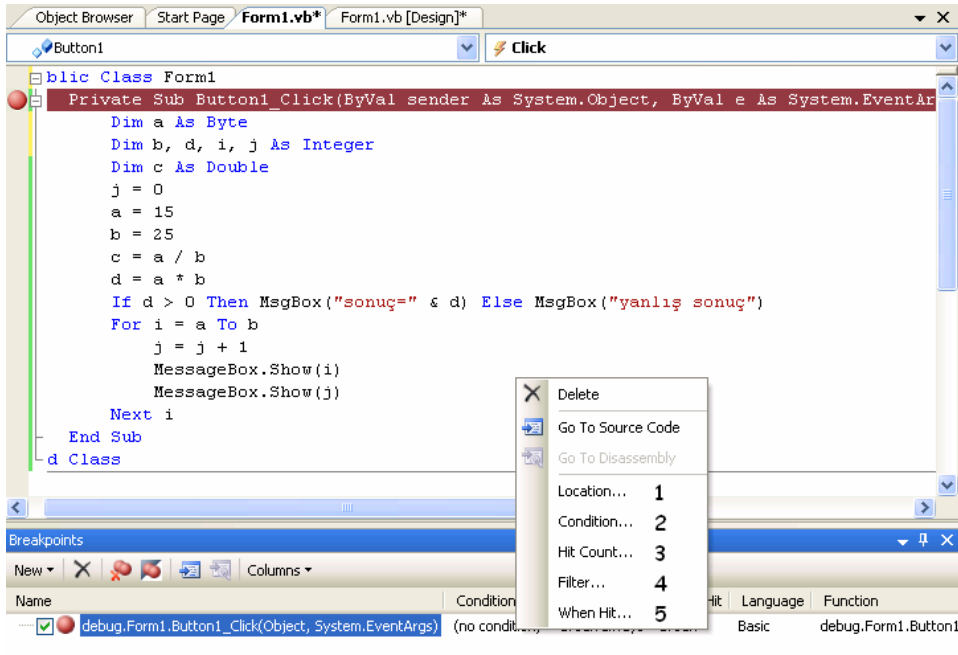 Object Browser Start Page Form1.vb* Form1.vb [Design]*
Button1 Click
blic Class Form1
Private Sub Button1_Click(ByVal sender As System.Object, ByVal e As System.EventAr
Dim a As Byte
Dim b, d, i, j As Integer
Dim c As Double
j = 0
a = 15
b = 25
c = a / b
d = a * b
If d > 0 Then MsgBox("sonuç=" & d) Else MsgBox("yanlış sonuç")
For i = a To b
j = j + 1
MessageBox.Show(i)
MessageBox.Show(j)
Next i
End Sub
d Class
Delete
Go To Source Code
Go To Disassembly
Location... 1
Condition... 2
Hit Count... 3
Filter... 4
When Hit... 5
Breakpoints
New Columns
Name Condition Hit Language Function
debug.Form1.Button1_Click(Object, System.EventArgs) (no condit Basic debug.Form1.Button1